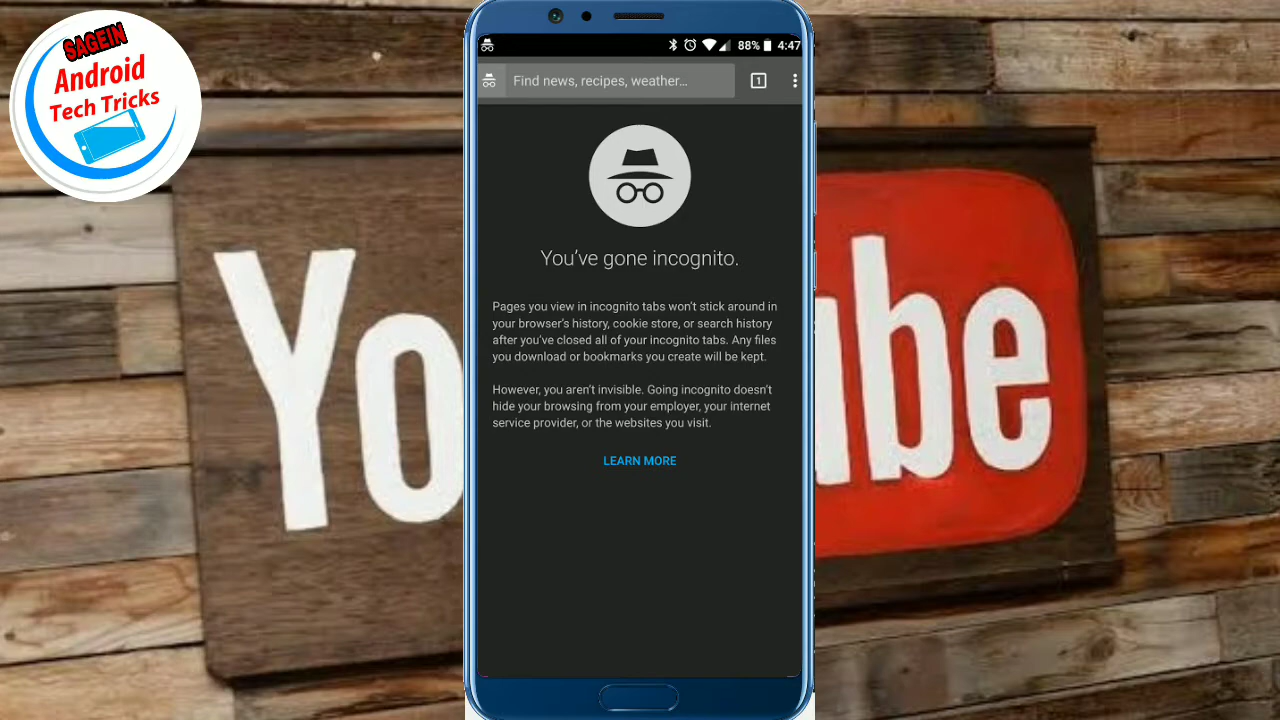 SAGEIN
Android
Tech Tricks
88% 4:47
Find news, recipes, weather...
1
You've gone incognito.
Pages you view in incognito tabs won't stick around in
your browser's history, cookie store, or search history
after you've closed all of your incognito tabs. Any files
you download or bookmarks you create will be kept.
However, you aren't invisible. Going incognito doesn't
hide your browsing from your employer, your internet
service provider, or the websites you visit.
LEARN MORE
Yo
ube